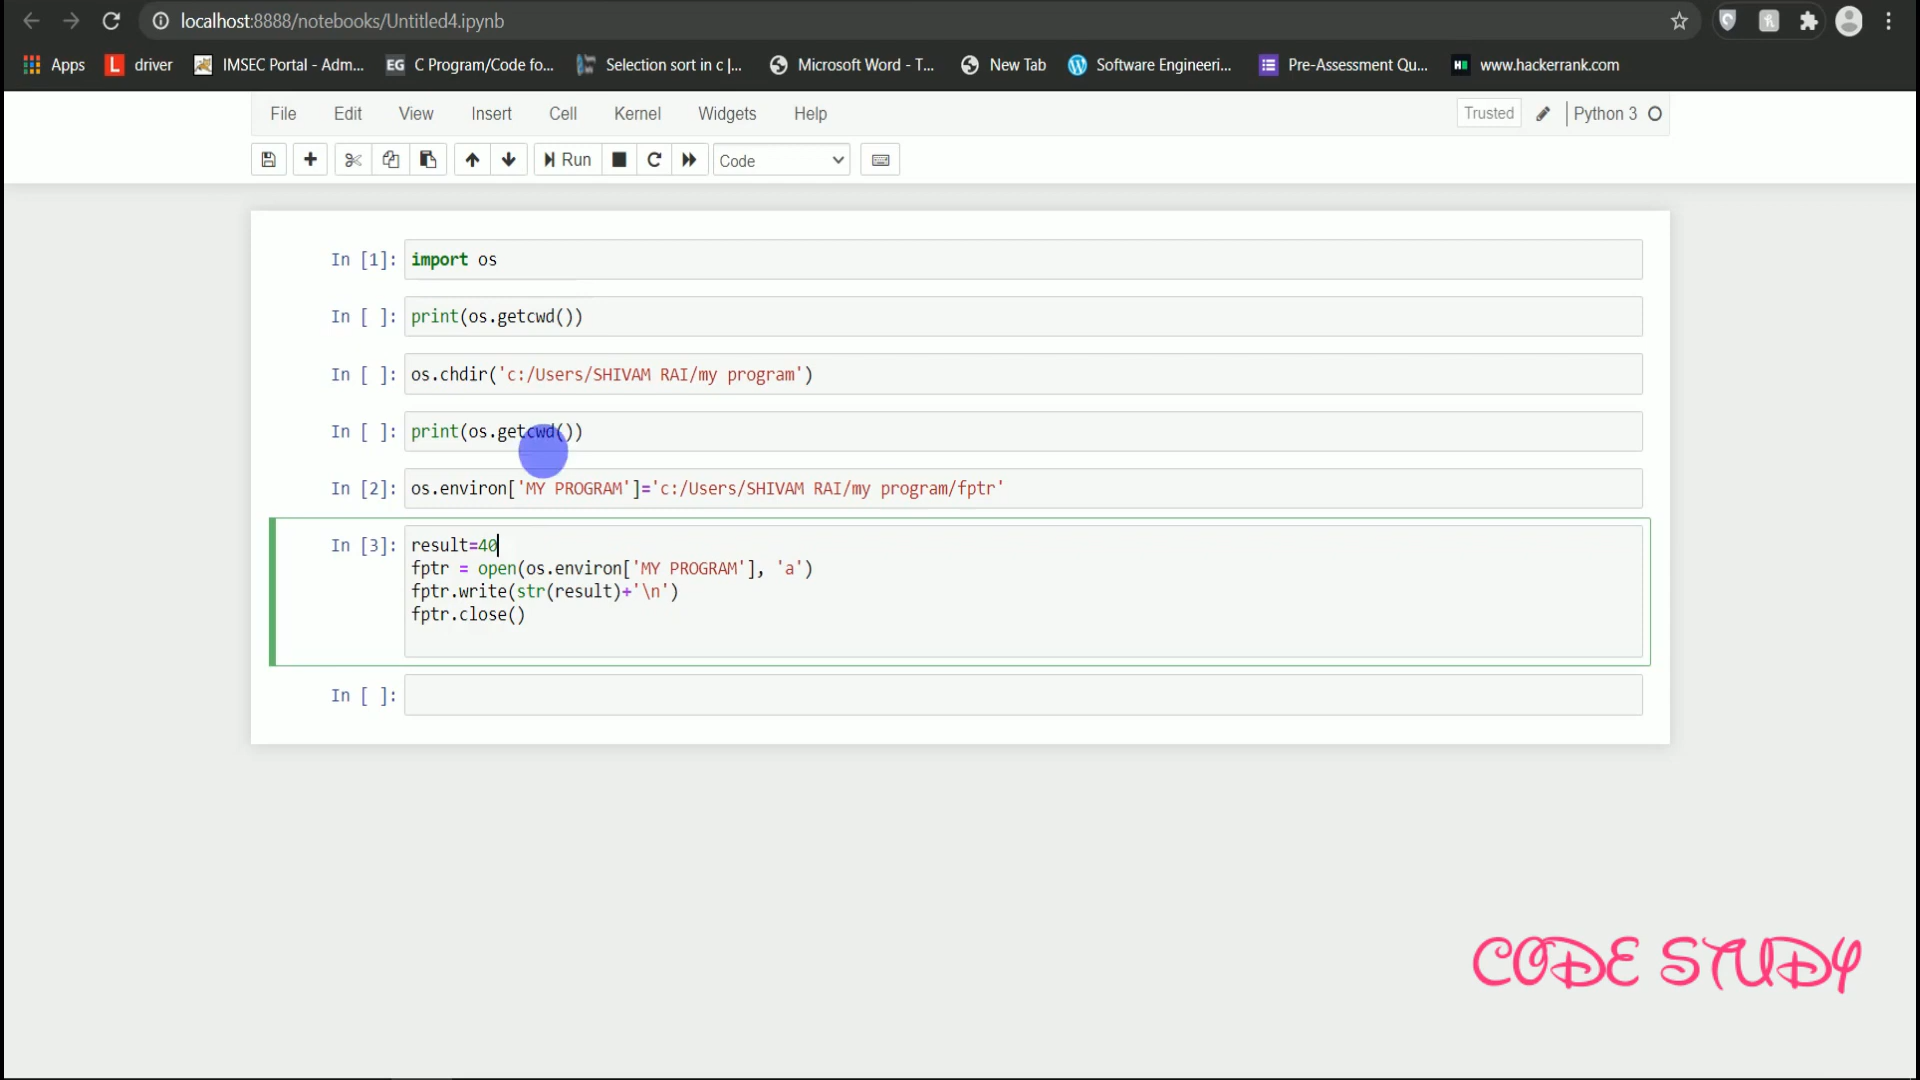 localhost:8888/notebooks/Untitled4.ipynb
Apps L driver IMSEC Portal - Adm... EG C Program/Code fo... Selection sort in c |... Microsoft Word - T... New Tab Software Engineeri... Pre-Assessment Qu... www.hackerrank.com
File Edit View Insert Cell Kernel Widgets Help Trusted Python 3
Run Code
In [1]: import os
In [ ]: print(os.getcwd())
In [ ]: os.chdir('c:/Users/SHIVAM RAI/my program')
In [ ]: print(os.getcwd())
In [2]: os.environ['MY PROGRAM']='c:/Users/SHIVAM RAI/my program/fptr'
In [3]: result=40
fptr = open(os.environ['MY PROGRAM'], 'a')
fptr.write(str(result)+'\n')
fptr.close()
In [ ]:
CODE STUDY